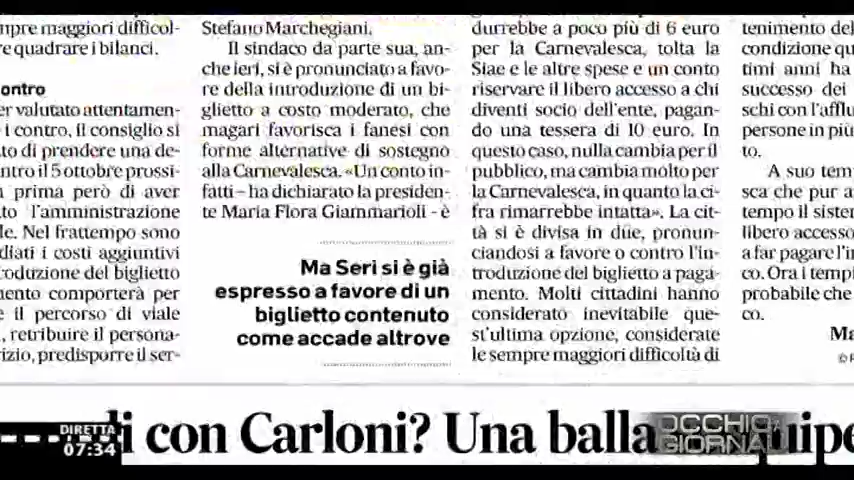 mpre maggiori difficol-
re quadrare i bilanci.
ontro
er valutato attentamen-
i contro, il consiglio si
to di prendere una de-
ntro il 5 ottobre prossi-
a prima però di aver
to l'amministrazione
le. Nel frattempo sono
diati i costi aggiuntivi
roduzione del biglietto
mento comporterà per
e il percorso di viale
, retribuire il persona-
rizio, predisporre il ser-
Stefano Marchegiani.
Il sindaco da parte sua, an-
che ieri, si è pronunciato a favo-
re della introduzione di un bi-
glietto a costo moderato, che
magari favorisca i fanesi con
forme alternative di sostegno
alla Carnevalesca. «Un conto in-
fatti – ha dichiarato la presiden-
te Maria Flora Giammarioli - è
Ma Seri si è già
espresso a favore di un
biglietto contenuto
come accade altrove
durrebbe a poco più di 6 euro
per la Carnevalesca, tolta la
Siae e le altre spese e un conto
riservare il libero accesso a chi
diventi socio dell'ente, pagan-
do una tessera di 10 euro. In
questo caso, nulla cambia per il
pubblico, ma cambia molto per
la Carnevalesca, in quanto la ci-
fra rimarrebbe intatta». La cit-
tà si è divisa in due, pronun-
ciandosi a favore o contro l'in-
troduzione del biglietto a paga-
mento. Molti cittadini hanno
considerato inevitabile que-
st'ultima opzione, considerate
le sempre maggiori difficoltà di
tenimento del
condizione qu
timi anni ha
successo dei
schi con l'afflu
persone in più
to.
A suo tem
sca che pur a
tempo il sister
libero accesso
a far pagare l'in
co. Ora i tempi
probabile che
co.
Ma
di con Carloni? Una balla quipe
DIRETTA
07:34
OCCHIO AI
GIORNALI